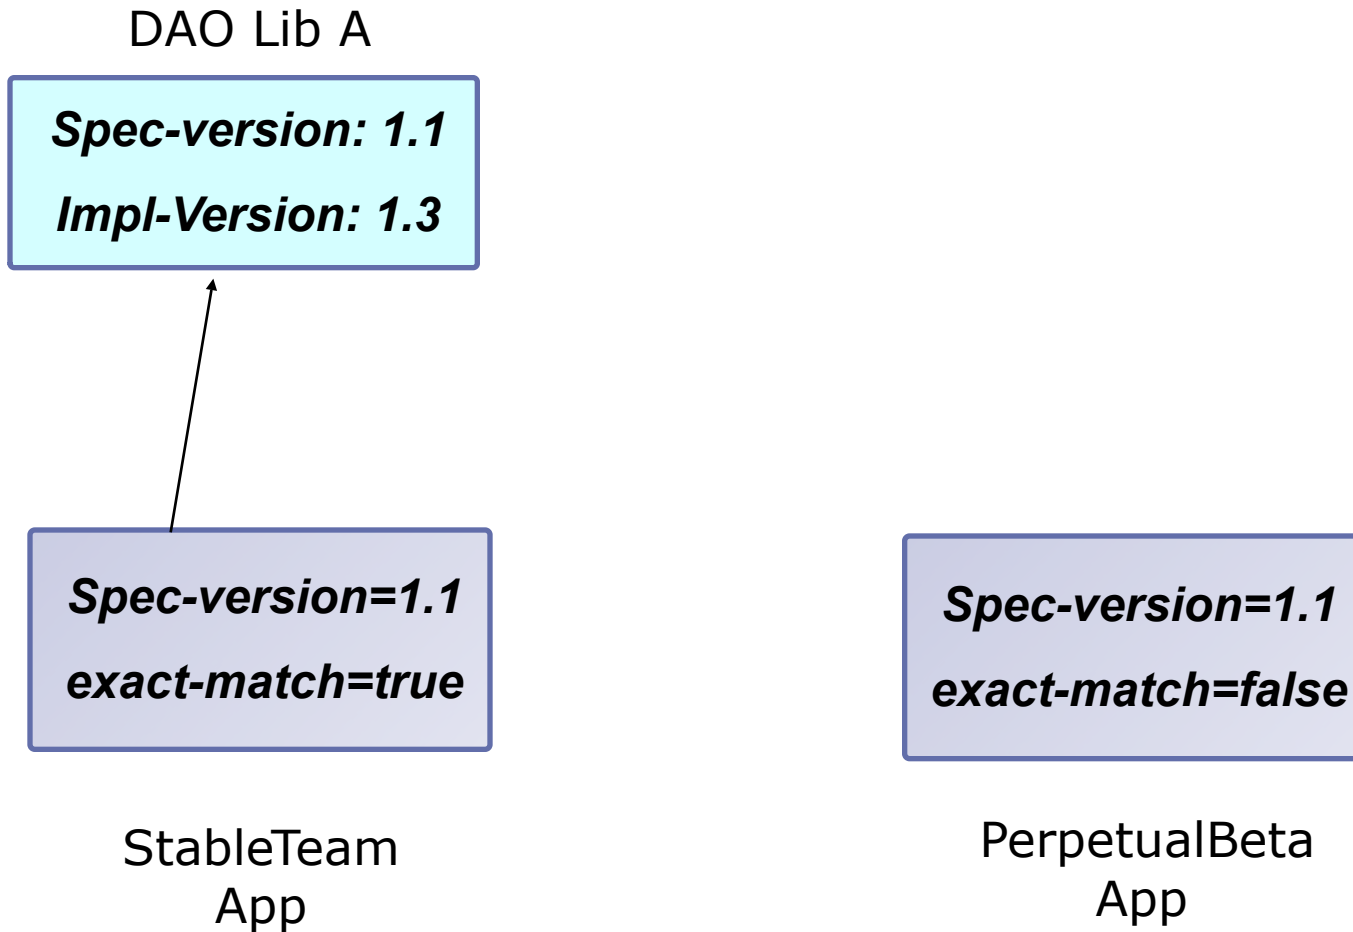 DAO Lib A
Spec-version: 1.1
Impl-Version: 1.3
Spec-version=1.1
exact-match=true
StableTeam
App
Spec-version=1.1
exact-match=false
PerpetualBeta
App